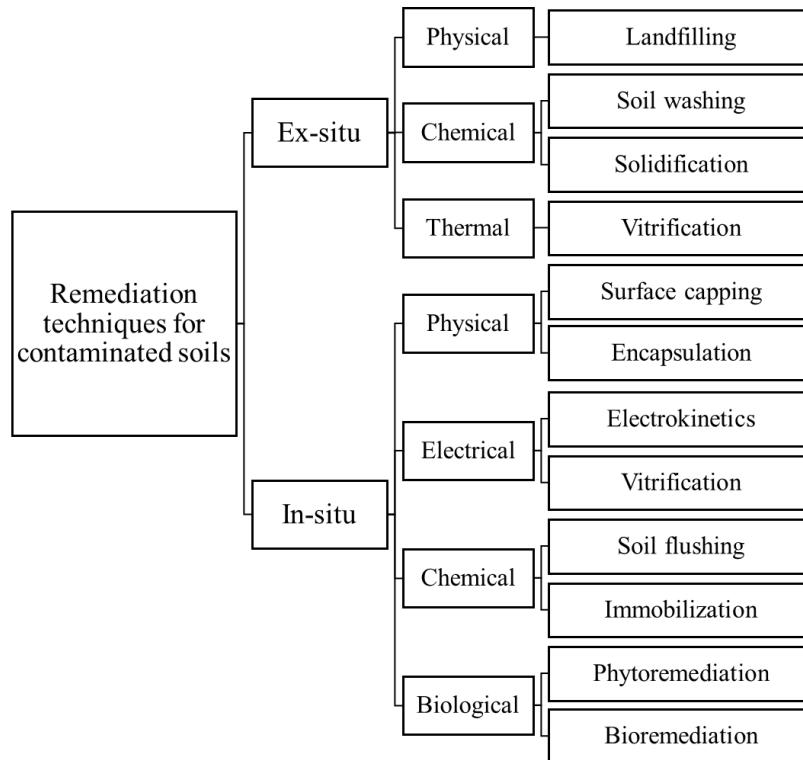 Remediation
techniques for
contaminated soils
Ex-situ
Physical
Landfilling
Chemical
Soil washing
Solidification
Thermal
Vitrification
In-situ
Physical
Surface capping
Encapsulation
Electrical
Electrokinetics
Vitrification
Chemical
Soil flushing
Immobilization
Biological
Phytoremediation
Bioremediation